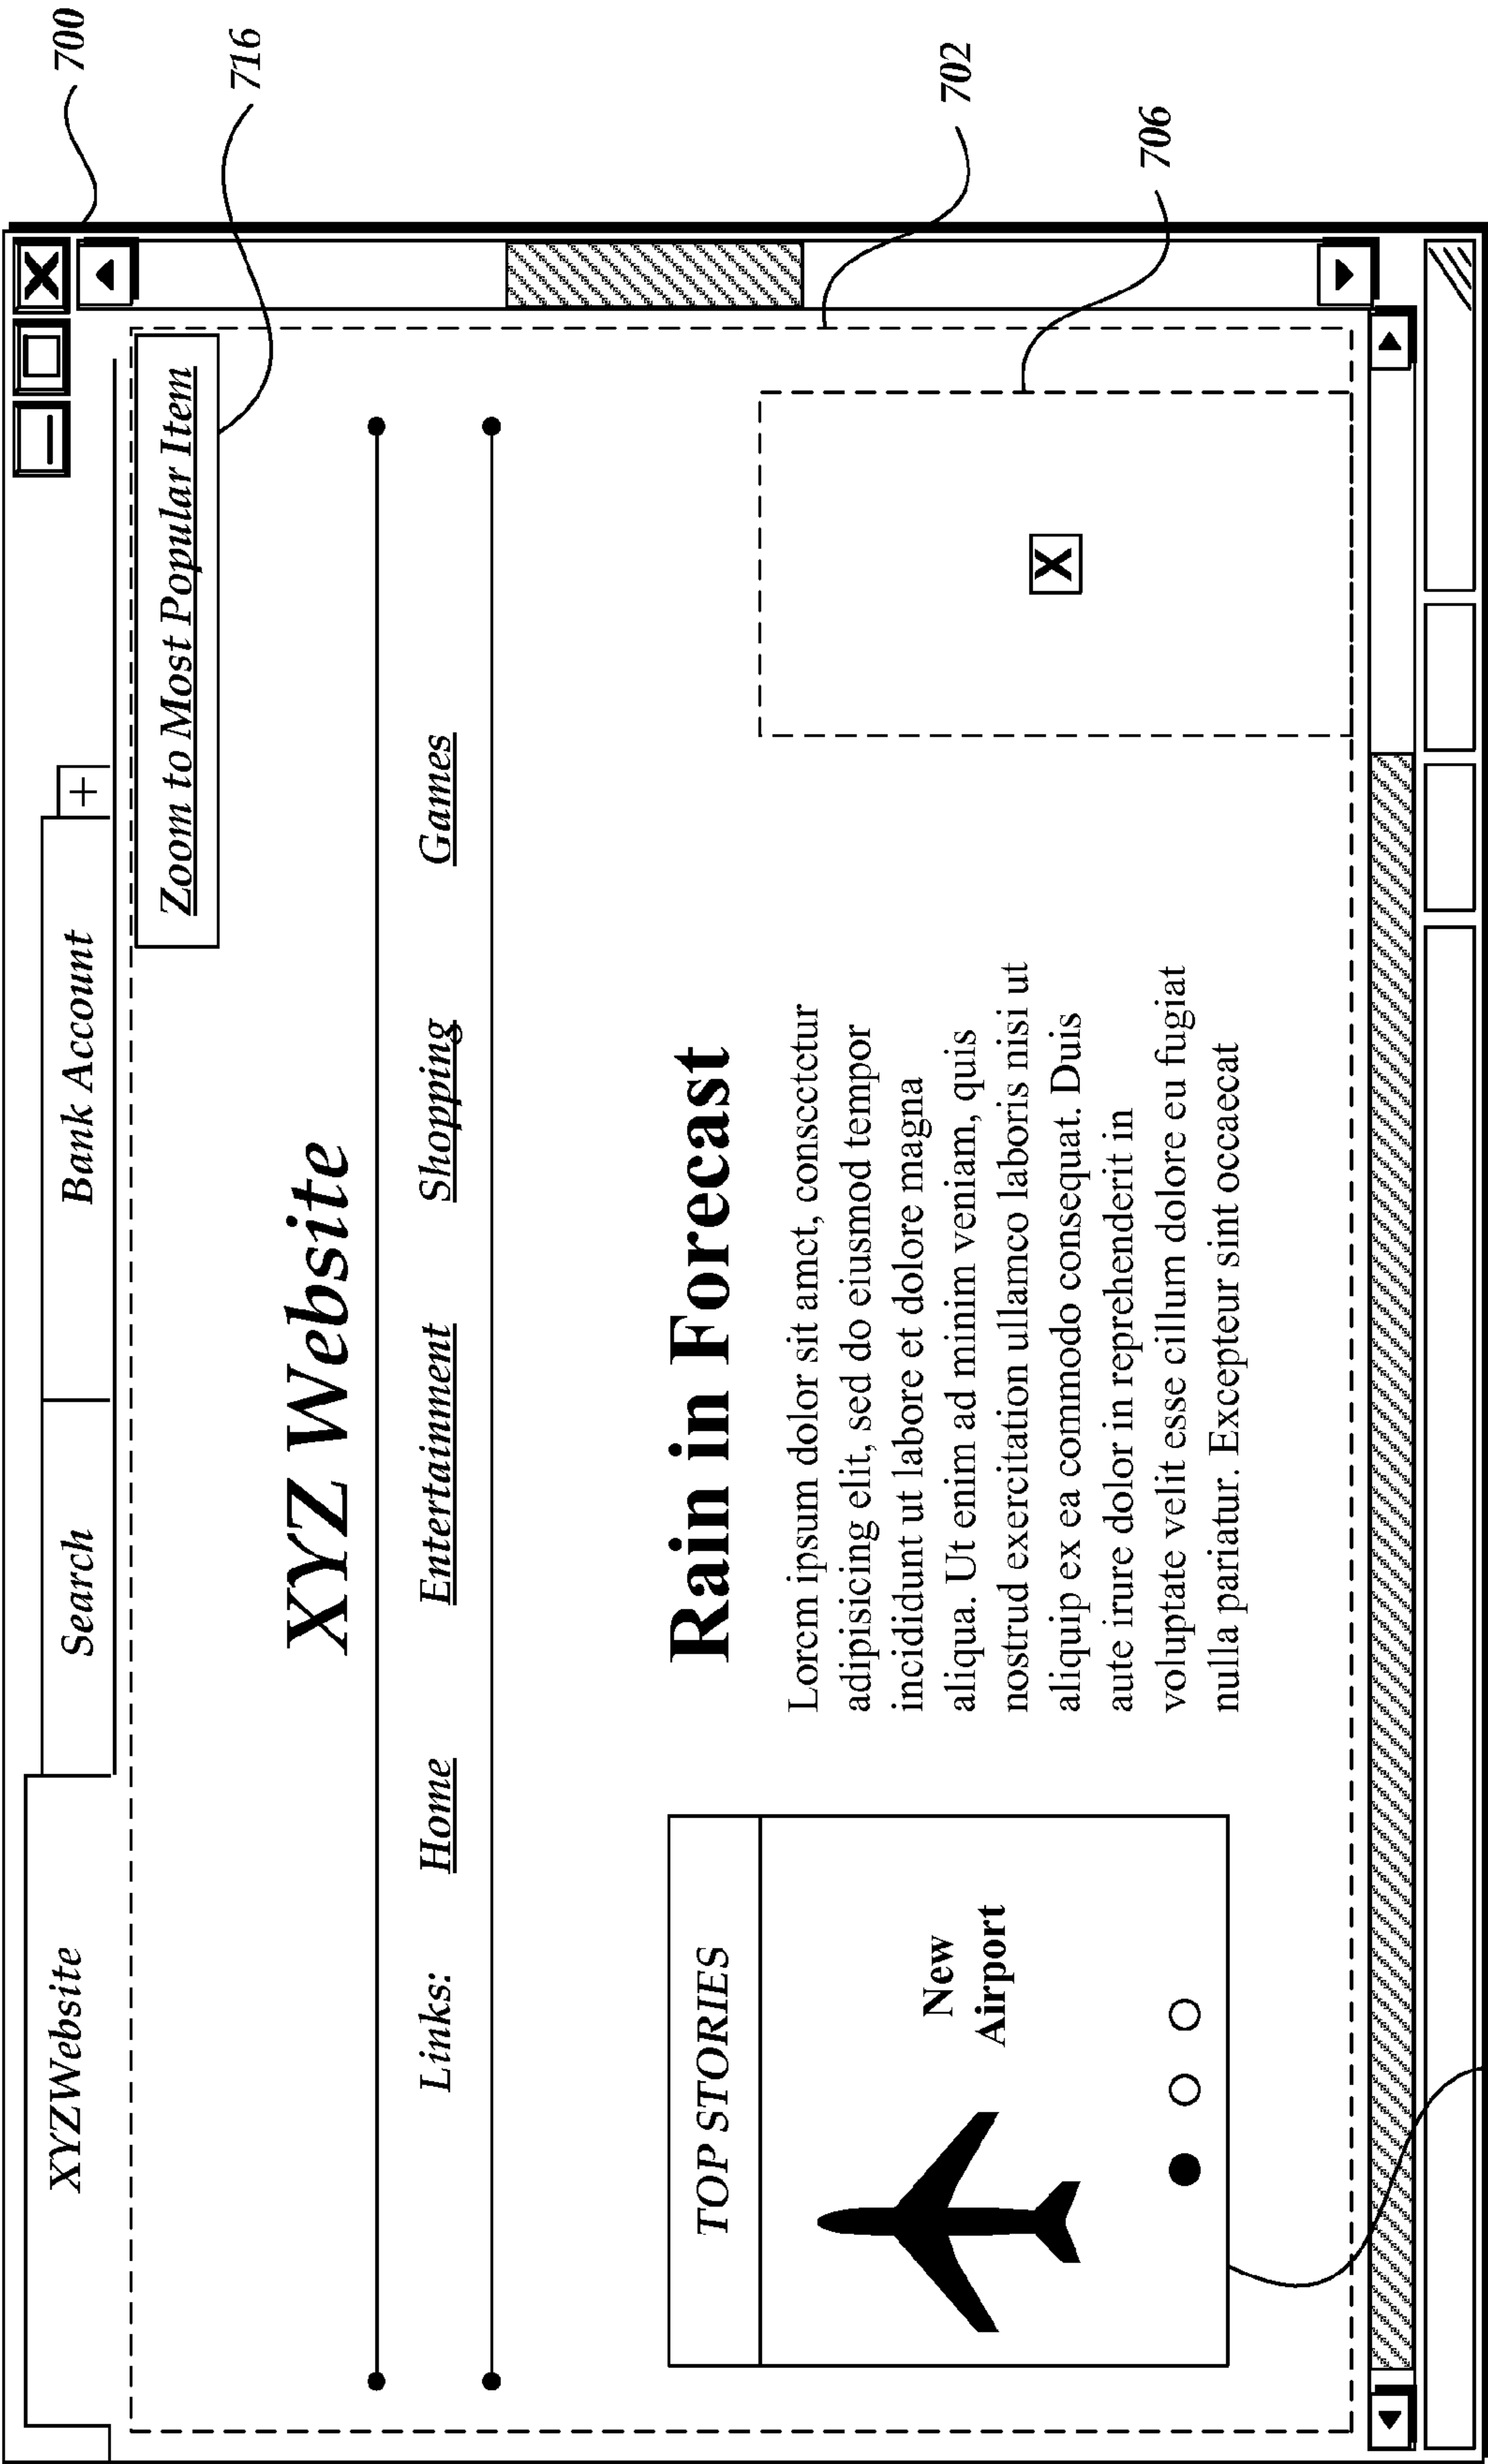 700
XYZWebsite Search Bank Account +
716
Zoom to Most Popular Item
XYZ Website
Links: Home Entertainment Shopping Games
TOP STORIES
New
Airport
Rain in Forecast
Lorem ipsum dolor sit amet, consectetur
adipisicing elit, sed do eiusmod tempor
incididunt ut labore et dolore magna
aliqua. Ut enim ad minim veniam, quis
nostrud exercitation ullamco laboris nisi ut
aliquip ex ea commodo consequat. Duis
aute irure dolor in reprehenderit in
voluptate velit esse cillum dolore eu fugiat
nulla pariatur. Excepteur sint occaecat
X
702
706